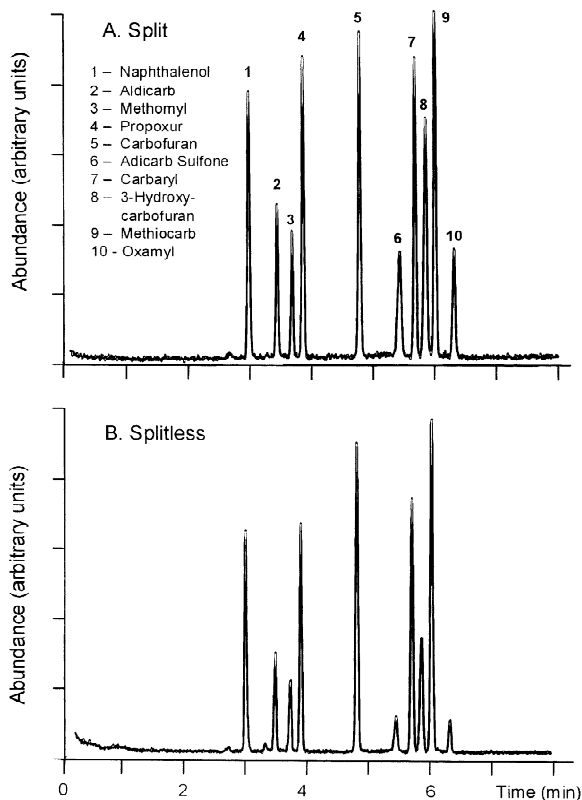 A. Split
1 – Naphthalenol
2 – Aldicarb
3 – Methomyl
4 – Propoxur
5 – Carbofuran
6 – Adicarb Sulfone
7 – Carbaryl
8 – 3-Hydroxy-
carbofuran
9 – Methiocarb
10 - Oxamyl
Abundance (arbitrary units)
1
2
3
4
5
6
7
8
9
10
B. Splitless
Abundance (arbitrary units)
0
2
4
6
Time (min)